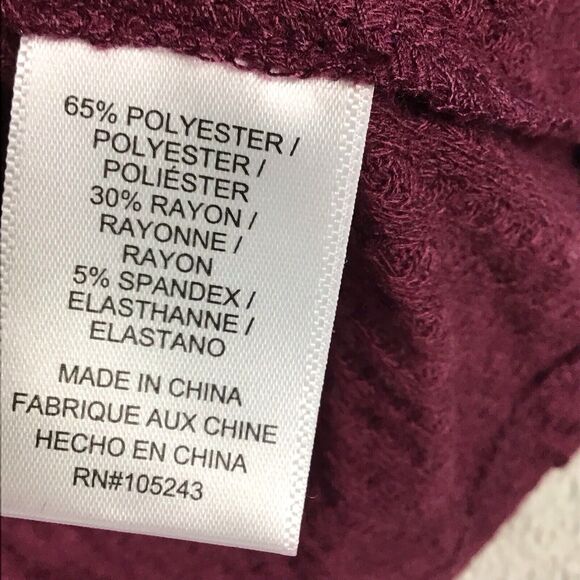 65% POLYESTER /
POLYESTER /
POLIÉSTER
30% RAYON /
RAYONNE /
RAYON
5% SPANDEX /
ELASTHANNE /
ELASTANO
MADE IN CHINA
FABRIQUE AUX CHINE
HECHO EN CHINA
RN#105243